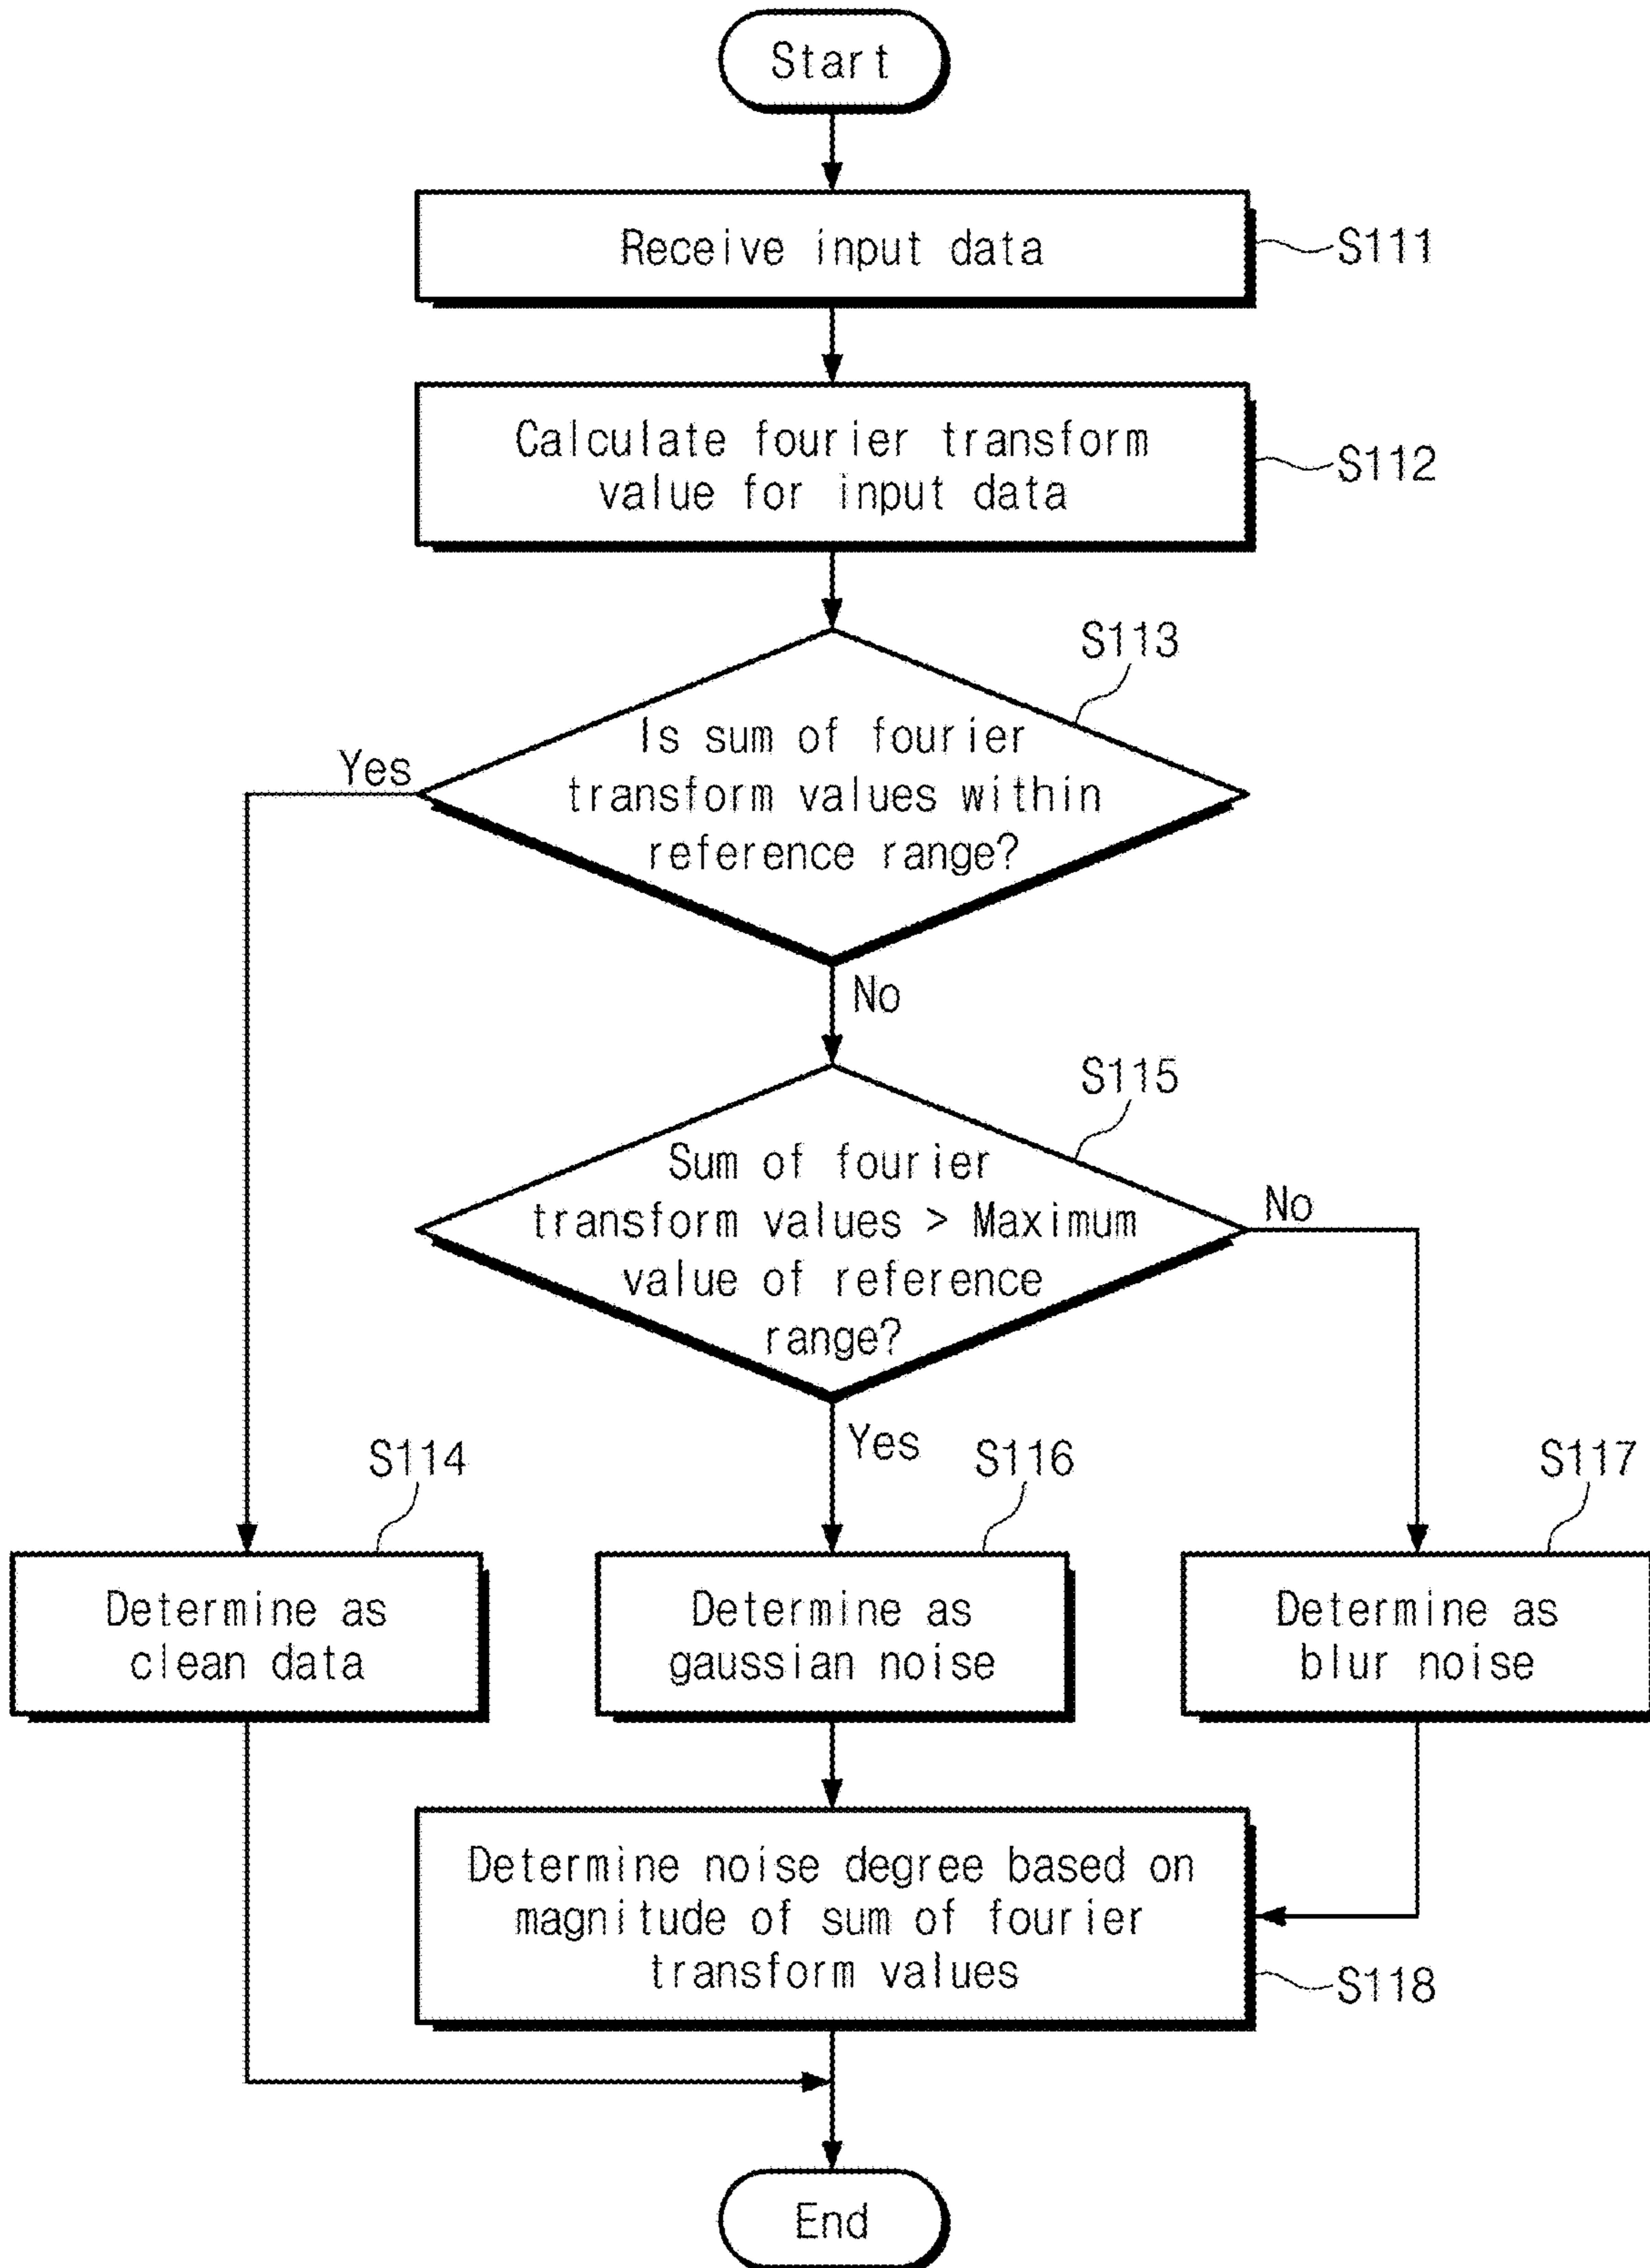 Start
Receive input data
S111
Calculate fourier transform
value for input data
S112
S113
Is sum of fourier
transform values within
reference range?
Yes
No
S115
Sum of fourier
transform values > Maximum
value of reference
range?
No
Yes
S114
S116
S117
Determine as
clean data
Determine as
gaussian noise
Determine as
blur noise
Determine noise degree based on
magnitude of sum of fourier
transform values
S118
End